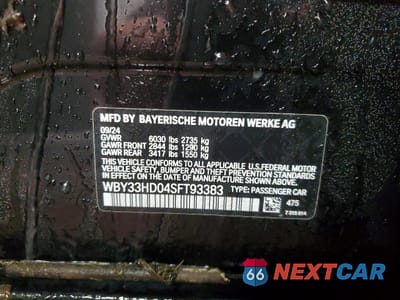 MFD BY BAYERISCHE MOTOREN WERKE AG
09/24
GVWR 6030 lbs 2735 kg
GAWR FRONT 2844 lbs 1290 kg
GAWR REAR 3417 lbs 1550 kg
THIS VEHICLE CONFORMS TO ALL APPLICABLE U.S.FEDERAL MOTOR
VEHICLE SAFETY, BUMPER, AND THEFT PREVENTION STANDARDS IN
EFFECT ON THE DATE OF MANUFACTURE SHOWN ABOVE.
WBY33HD04SFT93383 TYPE: PASSENGER CAR
475
66 NEXTCAR